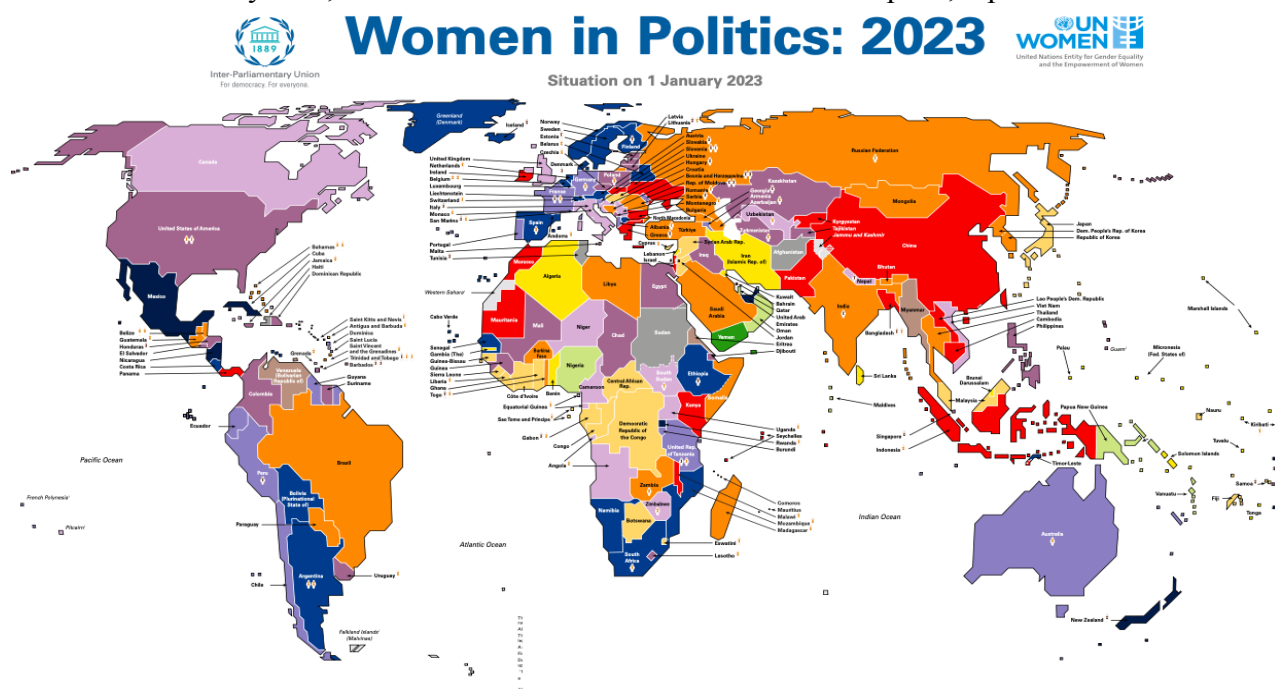 Women in Politics: 2023
1889
Inter-Parliamentary Union
For democracy. For everyone.
UN
WOMEN
United Nations Entity for Gender Equality
and the Empowerment of Women
Situation on 1 January 2023
Greenland
(Denmark)
Iceland
Norway
Sweden
Estonia
Belarus
Czechia
Denmark
Finland
Latvia
Lithuania
Austria
Slovakia
Slovenia
Ukraine
Hungary
Croatia
Bosnia and Herzegovina
Rep. of Moldova
Romania
Serbia
Montenegro
Bulgaria
North Macedonia
Albania
Greece
Türkiye
Cyprus
Syrian Arab Rep.
Lebanon
Israel
United Kingdom
Netherlands
Ireland
Belgium
Luxembourg
Liechtenstein
Switzerland
Italy
Monaco
San Marino
Germany
Poland
France
Spain
Andorra
Portugal
Malta
Tunisia
Russian Federation
Kazakhstan
Georgia
Armenia
Azerbaijan
Uzbekistan
Turkmenistan
Mongolia
Kyrgyzstan
Tajikistan
Jammu and Kashmir
China
Japan
Dem. People's Rep. of Korea
Republic of Korea
Iraq
Iran
(Islamic Rep. of)
Afghanistan
Pakistan
Nepal
Bhutan
India
Myanmar
Bangladesh
Lao People's Dem. Republic
Viet Nam
Thailand
Cambodia
Philippines
Canada
United States of America
Mexico
Bahamas
Cuba
Jamaica
Haiti
Dominican Republic
Belize
Guatemala
Honduras
El Salvador
Nicaragua
Costa Rica
Panama
Saint Kitts and Nevis
Antigua and Barbuda
Dominica
Saint Lucia
Saint Vincent
and the Grenadines
Trinidad and Tobago
Barbados
Grenada
Venezuela
(Bolivarian
Republic of)
Guyana
Suriname
Colombia
Ecuador
Peru
Brazil
Bolivia
(Plurinational
State of)
Paraguay
Chile
Argentina
Uruguay
Falkland Islands
(Malvinas)
Pacific Ocean
French Polynesia
Pitcairn
Atlantic Ocean
Indian Ocean
Western Sahara
Cabo Verde
Morocco
Algeria
Libya
Egypt
Mauritania
Mali
Niger
Chad
Sudan
Senegal
Gambia (The)
Guinea-Bissau
Guinea
Sierra Leone
Liberia
Ghana
Togo
Burkina
Faso
Côte d'Ivoire
Benin
Nigeria
Cameroon
Central African
Rep.
South
Sudan
Ethiopia
Somalia
Kenya
Equatorial Guinea
Sao Tome and Principe
Congo
Gabon
Angola
Democratic
Republic of
the Congo
Uganda
Seychelles
Rwanda
Burundi
United Rep.
of Tanzania
Zambia
Zimbabwe
Namibia
Botswana
South
Africa
Eswatini
Lesotho
Comoros
Mauritius
Malawi
Mozambique
Madagascar
Saudi
Arabia
Yemen
Kuwait
Bahrain
Qatar
United Arab
Emirates
Oman
Jordan
Eritrea
Djibouti
Sri Lanka
Maldives
Brunei
Darussalam
Malaysia
Singapore
Indonesia
Timor-Leste
Papua New Guinea
Palau
Guam
Marshall Islands
Micronesia
(Fed. States of)
Nauru
Kiribati
Tuvalu
Solomon Islands
Samoa
Vanuatu
Fiji
Tonga
Australia
New Zealand